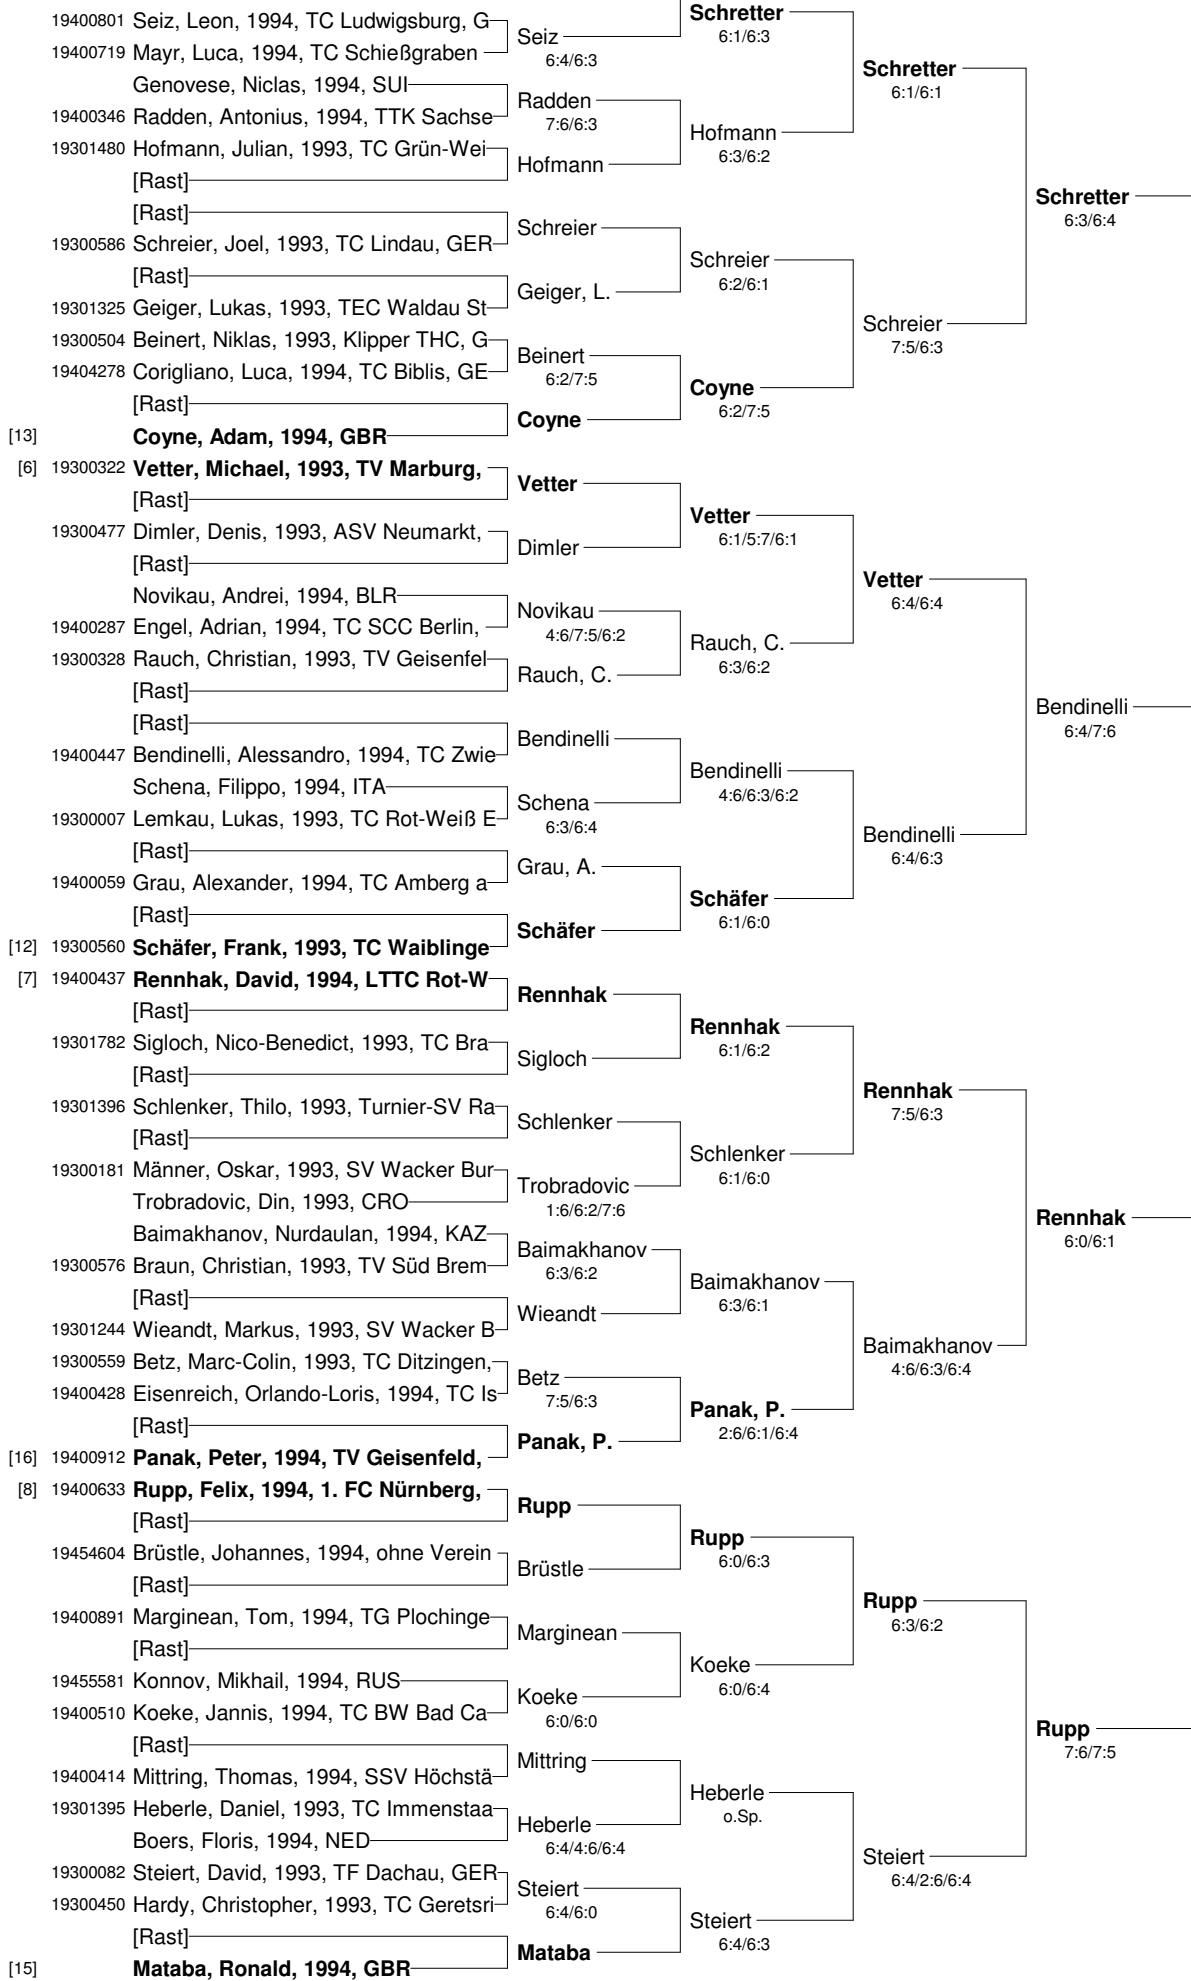 19400801 Seiz, Leon, 1994, TC Ludwigsburg, G
19400719 Mayr, Luca, 1994, TC Schießgraben
Genovese, Niclas, 1994, SUI
19400346 Radden, Antonius, 1994, TTK Sachse
19301480 Hofmann, Julian, 1993, TC Grün-Wei
[Rast]
[Rast]
19300586 Schreier, Joel, 1993, TC Lindau, GER
[Rast]
19301325 Geiger, Lukas, 1993, TEC Waldau St
19300504 Beinert, Niklas, 1993, Klipper THC, G
19404278 Corigliano, Luca, 1994, TC Biblis, GE
[Rast]
[13] Coyne, Adam, 1994, GBR
[6] 19300322 Vetter, Michael, 1993, TV Marburg,
[Rast]
19300477 Dimler, Denis, 1993, ASV Neumarkt,
[Rast]
Novikau, Andrei, 1994, BLR
19400287 Engel, Adrian, 1994, TC SCC Berlin,
19300328 Rauch, Christian, 1993, TV Geisenfel
[Rast]
[Rast]
19400447 Bendinelli, Alessandro, 1994, TC Zwie
Schena, Filippo, 1994, ITA
19300007 Lemkau, Lukas, 1993, TC Rot-Weiß E
[Rast]
19400059 Grau, Alexander, 1994, TC Amberg a
[Rast]
[12] 19300560 Schäfer, Frank, 1993, TC Waiblinge
[7] 19400437 Rennhak, David, 1994, LTTC Rot-W
[Rast]
19301782 Sigloch, Nico-Benedict, 1993, TC Bra
[Rast]
19301396 Schlenker, Thilo, 1993, Turnier-SV Ra
[Rast]
19300181 Männer, Oskar, 1993, SV Wacker Bur
Trobradovic, Din, 1993, CRO
Baimakhanov, Nurdaulan, 1994, KAZ
19300576 Braun, Christian, 1993, TV Süd Brem
[Rast]
19301244 Wieandt, Markus, 1993, SV Wacker B
19300559 Betz, Marc-Colin, 1993, TC Ditzingen,
19400428 Eisenreich, Orlando-Loris, 1994, TC Is
[Rast]
[16] 19400912 Panak, Peter, 1994, TV Geisenfeld,
[8] 19400633 Rupp, Felix, 1994, 1. FC Nürnberg,
[Rast]
19454604 Brüstle, Johannes, 1994, ohne Verein
[Rast]
19400891 Marginean, Tom, 1994, TG Plochinge
[Rast]
19455581 Konnov, Mikhail, 1994, RUS
19400510 Koeke, Jannis, 1994, TC BW Bad Ca
[Rast]
19400414 Mittring, Thomas, 1994, SSV Höchstä
19301395 Heberle, Daniel, 1993, TC Immenstaa
Boers, Floris, 1994, NED
19300082 Steiert, David, 1993, TF Dachau, GER
19300450 Hardy, Christopher, 1993, TC Geretsri
[Rast]
[15] Mataba, Ronald, 1994, GBR
Seiz
6:4/6:3
Radden
7:6/6:3
Hofmann
Schreier
Geiger, L.
Beinert
6:2/7:5
Coyne
Vetter
Dimler
Novikau
4:6/7:5/6:2
Rauch, C.
Bendinelli
Schena
6:3/6:4
Grau, A.
Schäfer
Rennhak
Sigloch
Schlenker
Trobradovic
1:6/6:2/7:6
Baimakhanov
6:3/6:2
Wieandt
Betz
7:5/6:3
Panak, P.
Rupp
Brüstle
Marginean
Koeke
6:0/6:0
Mittring
Heberle
6:4/4:6/6:4
Steiert
6:4/6:0
Mataba
Schretter
6:1/6:3
Hofmann
6:3/6:2
Schreier
6:2/6:1
Coyne
6:2/7:5
Vetter
6:1/5:7/6:1
Rauch, C.
6:3/6:2
Bendinelli
4:6/6:3/6:2
Schäfer
6:1/6:0
Rennhak
6:1/6:2
Schlenker
6:1/6:0
Baimakhanov
6:3/6:1
Panak, P.
2:6/6:1/6:4
Rupp
6:0/6:3
Koeke
6:0/6:4
Heberle
o.Sp.
Steiert
6:4/6:3
Schretter
6:1/6:1
Schreier
7:5/6:3
Vetter
6:4/6:4
Bendinelli
6:4/6:3
Rennhak
7:5/6:3
Baimakhanov
4:6/6:3/6:4
Rupp
6:3/6:2
Steiert
6:4/2:6/6:4
Schretter
6:3/6:4
Bendinelli
6:4/7:6
Rennhak
6:0/6:1
Rupp
7:6/7:5